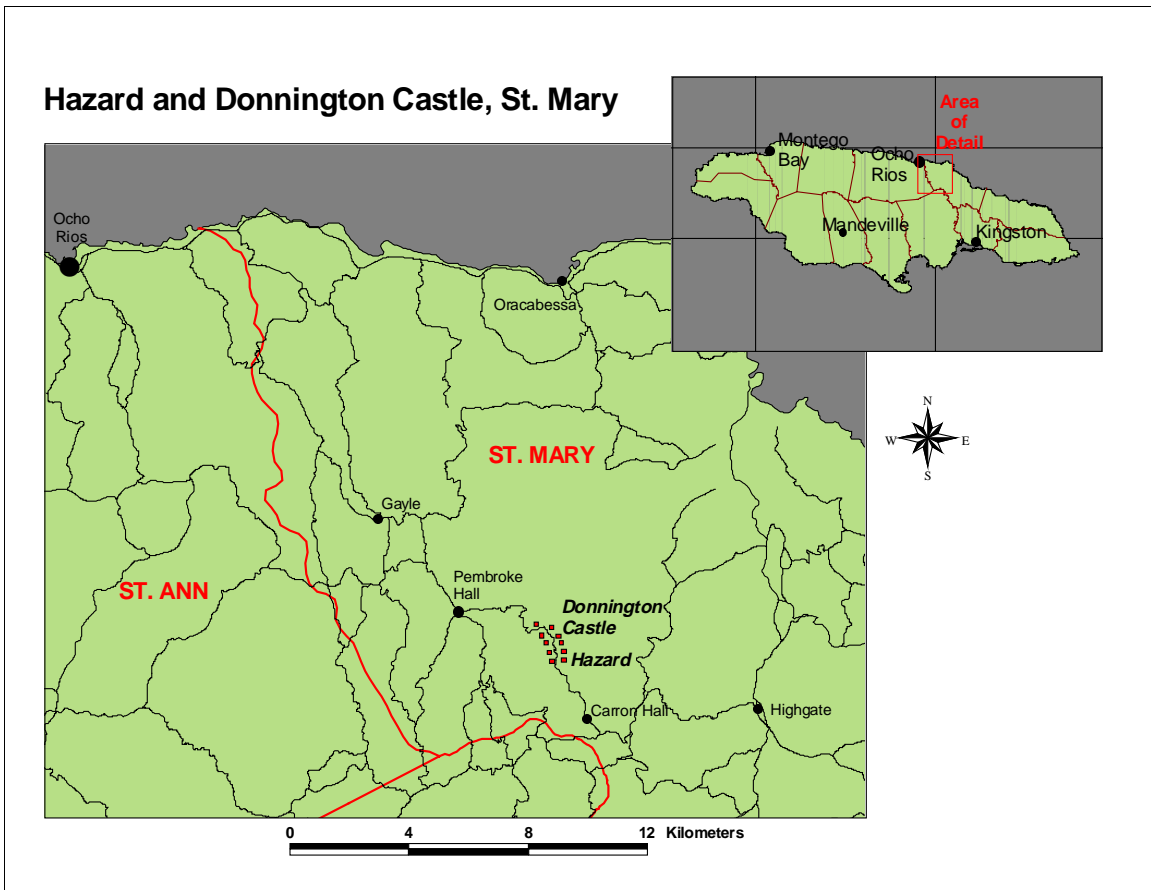 Hazard and Donnington Castle, St. Mary
Area
of
Detail
Montego
Bay
Ocho
Rios
Mandeville
Kingston
Ocho
Rios
Oracabessa
N
W
E
S
ST. MARY
Gayle
ST. ANN
Pembroke
Hall
Donnington
Castle
Hazard
Carron Hall
Highgate
0 4 8 12 Kilometers